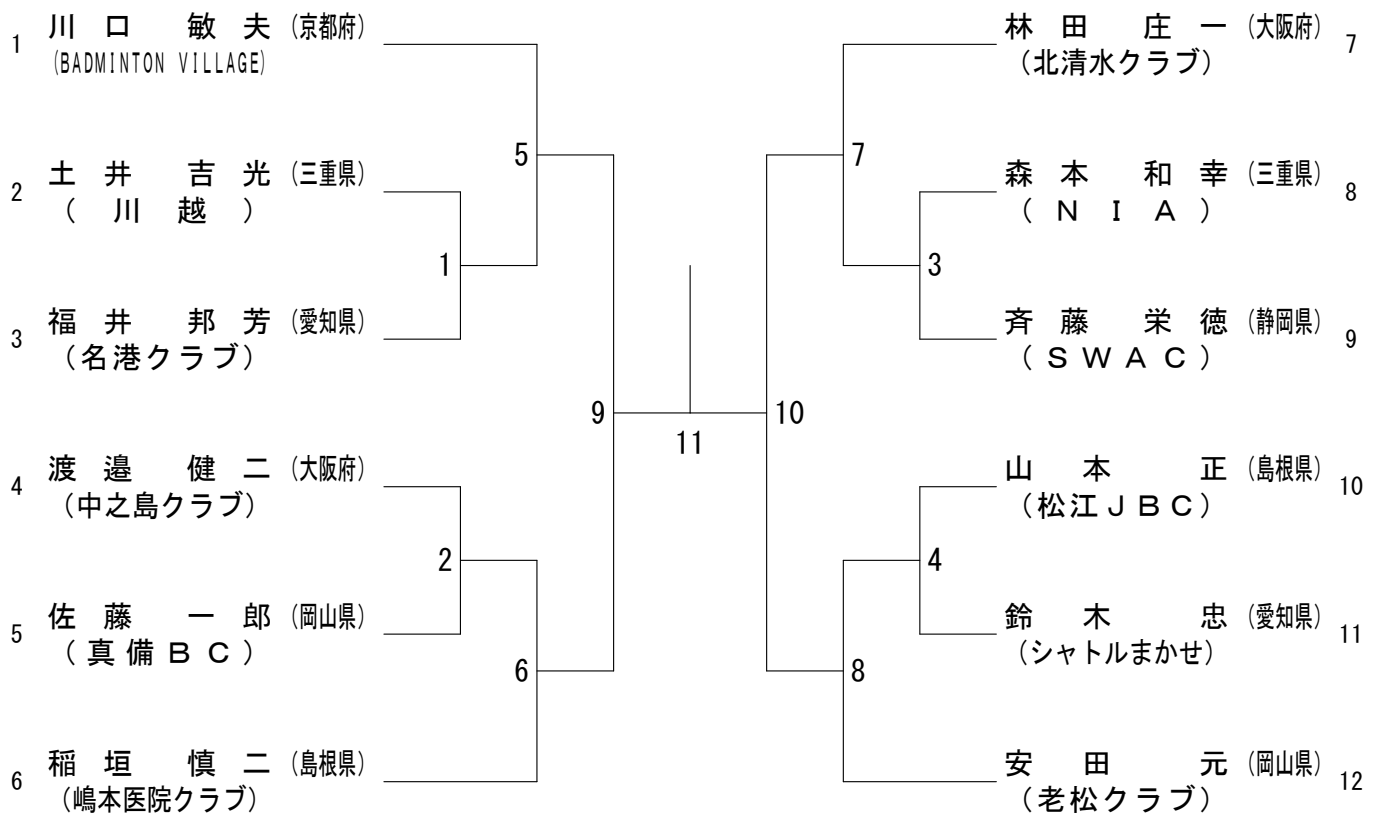 1 川口 敏夫 (京都府)
(BADMINTON VILLAGE)
2 土井 吉光 (三重県)
(川越)
1
3 福井 邦芳 (愛知県)
(名港クラブ)
5
4 渡邉 健二 (大阪府)
(中之島クラブ)
2
5 佐藤 一郎 (岡山県)
(真備BC)
6
6 稲垣 慎二 (島根県)
(嶋本医院クラブ)
9
11
10
林田 庄一 (大阪府) 7
(北清水クラブ)
7
森本 和幸 (三重県) 8
(NIA)
3
斉藤 栄徳 (静岡県) 9
(SWAC)
山本 正 (島根県) 10
(松江JBC)
4
鈴木 忠 (愛知県) 11
(シャトルまかせ)
8
安田 元 (岡山県) 12
(老松クラブ)